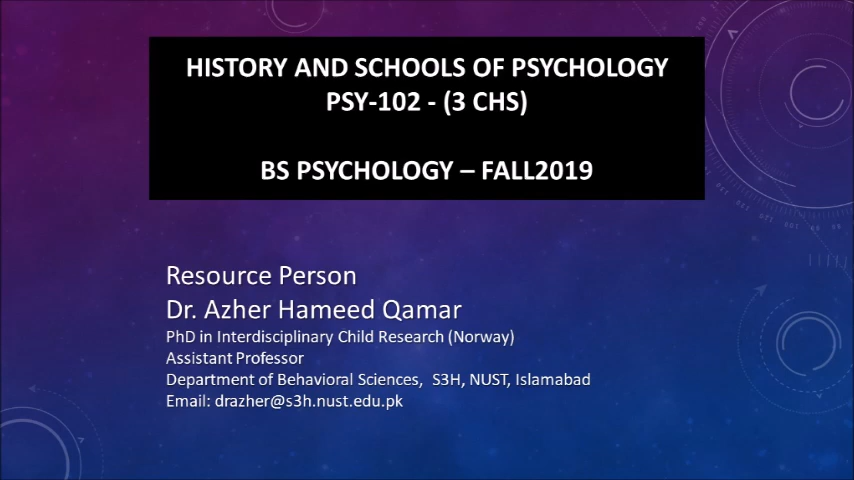 HISTORY AND SCHOOLS OF PSYCHOLOGY
PSY-102 - (3 CHS)
BS PSYCHOLOGY – FALL2019
Resource Person
Dr. Azher Hameed Qamar
PhD in Interdisciplinary Child Research (Norway)
Assistant Professor
Department of Behavioral Sciences, S3H, NUST, Islamabad
Email: drazher@s3h.nust.edu.pk